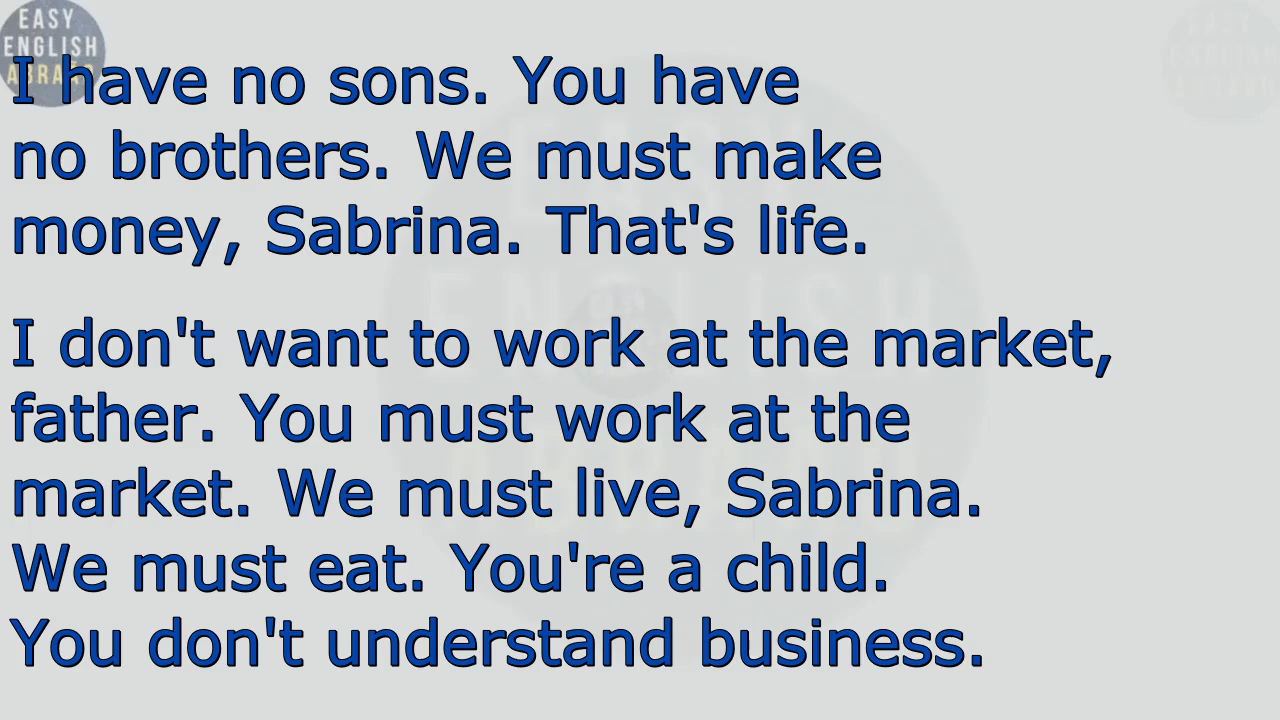 EASY
ENGLISH
ABRAÃO
I have no sons. You have
no brothers. We must make
money, Sabrina. That's life.
I don't want to work at the market,
father. You must work at the
market. We must live, Sabrina.
We must eat. You're a child.
You don't understand business.